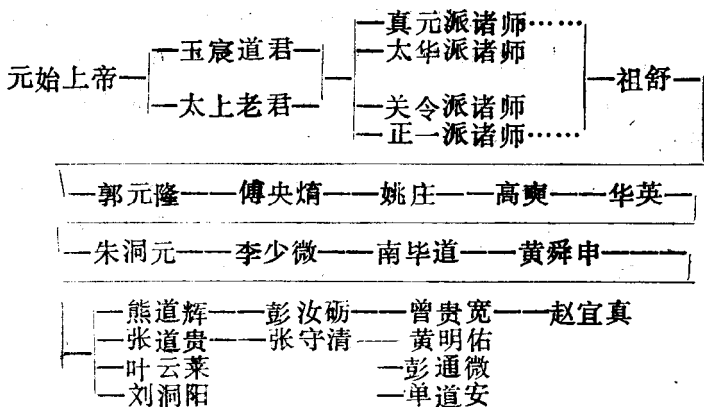 真元派诸师……
玉宸道君 太华派诸师
元始上帝 祖舒
太上老君 关令派诸师
正一派诸师……
郭元隆 傅央焴 姚庄 高奭 华英
朱洞元 李少微 南毕道 黄舜申
熊道辉 彭汝砺 曾贵宽 赵宜真
张道贵 张守清 黄明佑
叶云莱 彭通微
刘洞阳 单道安